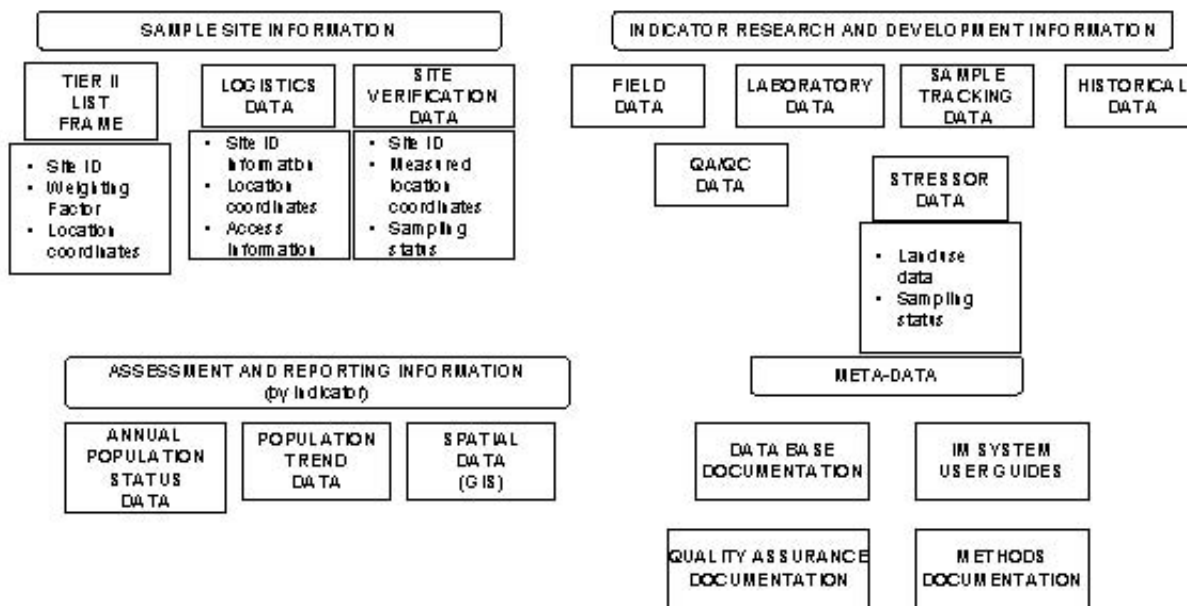 SAMPLE SITE INFORMATION
TIER II
LIST
FRAME
• Site ID
• Weighting
Factor
• Location
coordinates
LOGISTICS
DATA
• Site ID
Information
• Location
coordinates
• Access
Information
SITE
VERIFICATION
DATA
• Site ID
• Measured
location
coordinates
• Sampling
status
INDICATOR RESEARCH AND DEVELOPMENT INFORMATION
FIELD
DATA
LABORATORY
DATA
SAMPLE
TRACKING
DATA
HISTORICAL
DATA
QA/QC
DATA
STRESSOR
DATA
• Landuse
data
• Sampling
status
ASSESSMENT AND REPORTING INFORMATION
(by indicator)
ANNUAL
POPULATION
STATUS
DATA
POPULATION
TREND
DATA
SPATIAL
DATA
(GIS)
META-DATA
DATA BASE
DOCUMENTATION
IM SYSTEM
USER GUIDES
QUALITY ASSURANCE
DOCUMENTATION
METHODS
DOCUMENTATION